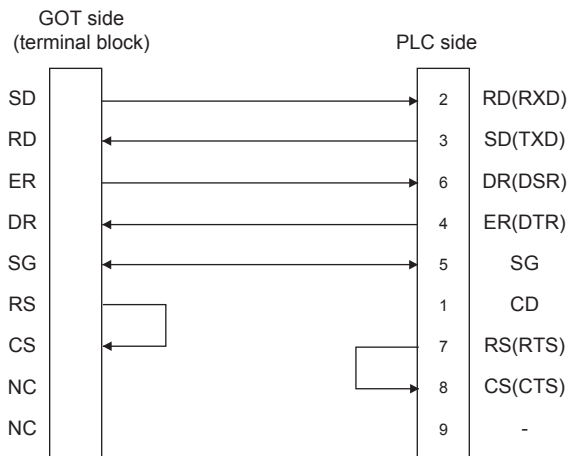 GOT side
(terminal block)
PLC side
SD 2 RD(RXD)
RD 3 SD(TXD)
ER 6 DR(DSR)
DR 4 ER(DTR)
SG 5 SG
RS 1 CD
CS 7 RS(RTS)
NC 8 CS(CTS)
NC 9 -